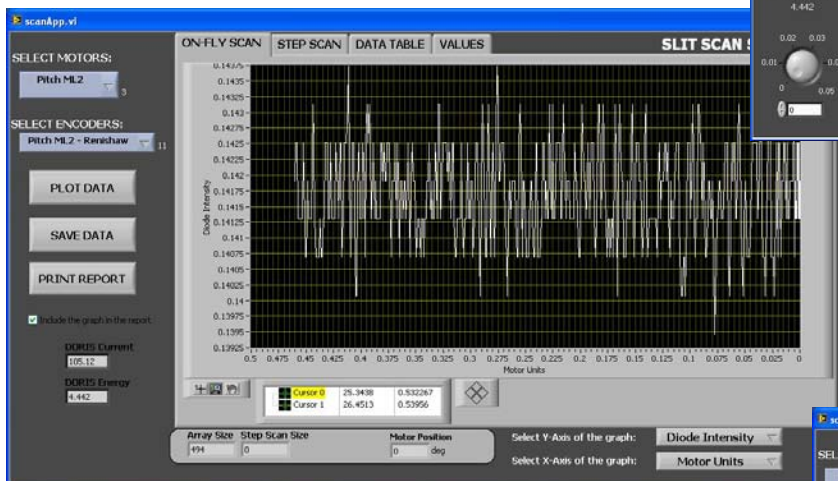 scanApp.vi
SELECT MOTORS:
Pitch ML2
3
SELECT ENCODERS:
Pitch ML2 - Renishaw
11
PLOT DATA
SAVE DATA
PRINT REPORT
Include the graph in the report
DORIS Current
105.12
DORIS Energy
4.442
ON-FLY SCAN STEP SCAN DATA TABLE VALUES SLIT SCAN
Diode Intensity
0.14375
0.1435
0.14325
0.143
0.14275
0.1425
0.14225
0.142
0.14175
0.1415
0.14125
0.141
0.14075
0.1405
0.14025
0.14
0.13975
0.1395
0.13925
0.5 0.475 0.45 0.425 0.4 0.375 0.35 0.325 0.3 0.275 0.25 0.225 0.2 0.175 0.15 0.125 0.1 0.075 0.05 0.025 0
Motor Units
Cursor 0 25.3438 0.532267
Cursor 1 26.4513 0.53956
Array Size Step Scan Size Motor Position
494 0 0 deg
Select Y-Axis of the graph: Diode Intensity
Select X-Axis of the graph: Motor Units
4.442
0.02 0.03
0.01
0 0.05
0
SEL